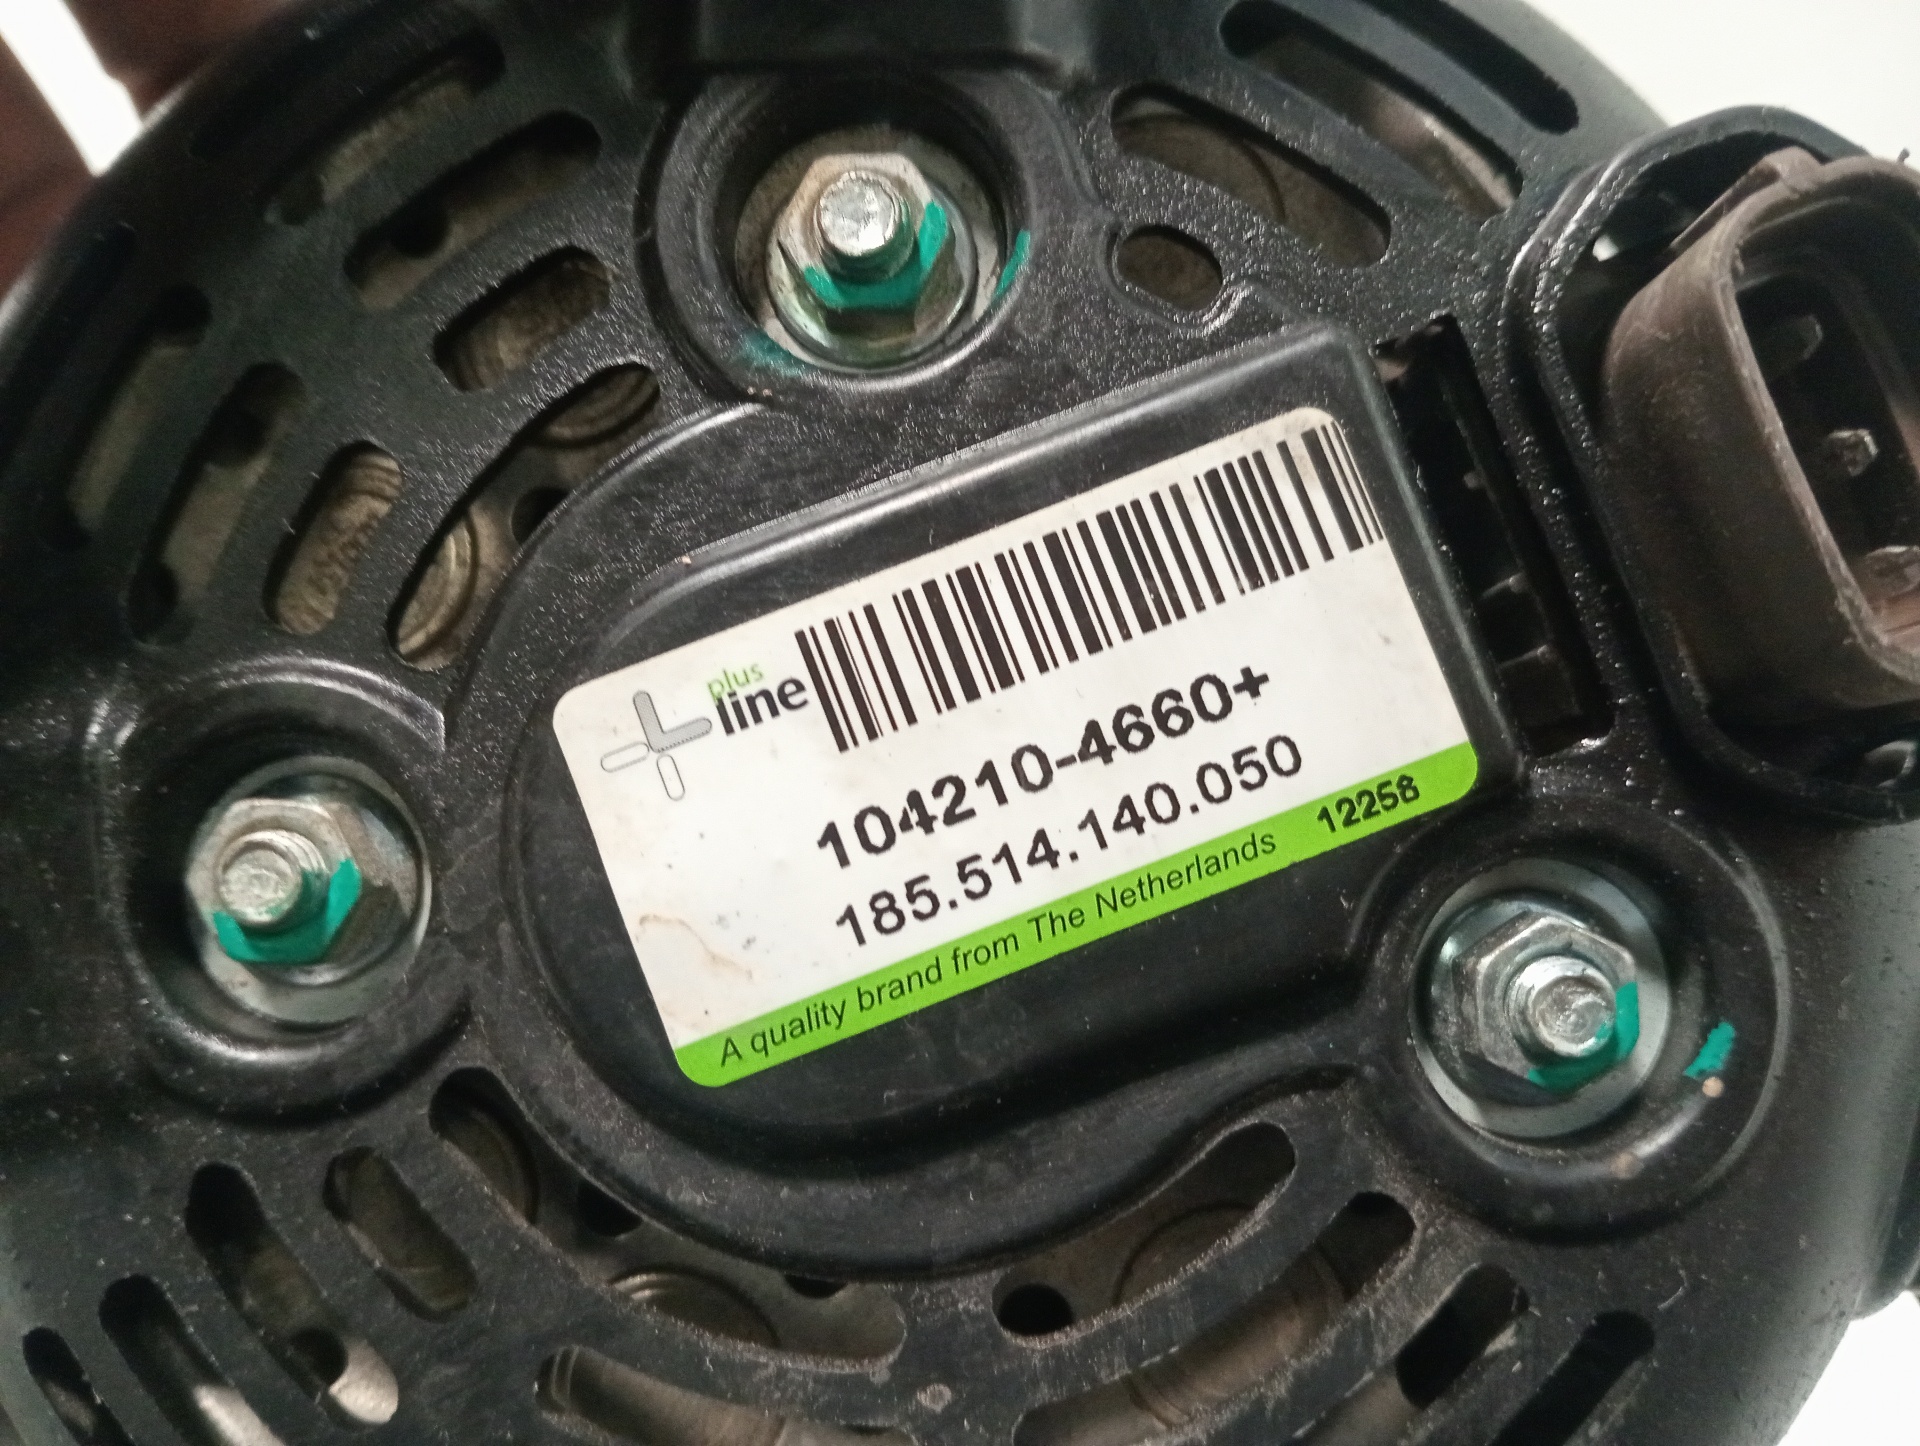 plus
line
104210-4660+
185.514.140.050
A quality brand from The Netherlands 12258